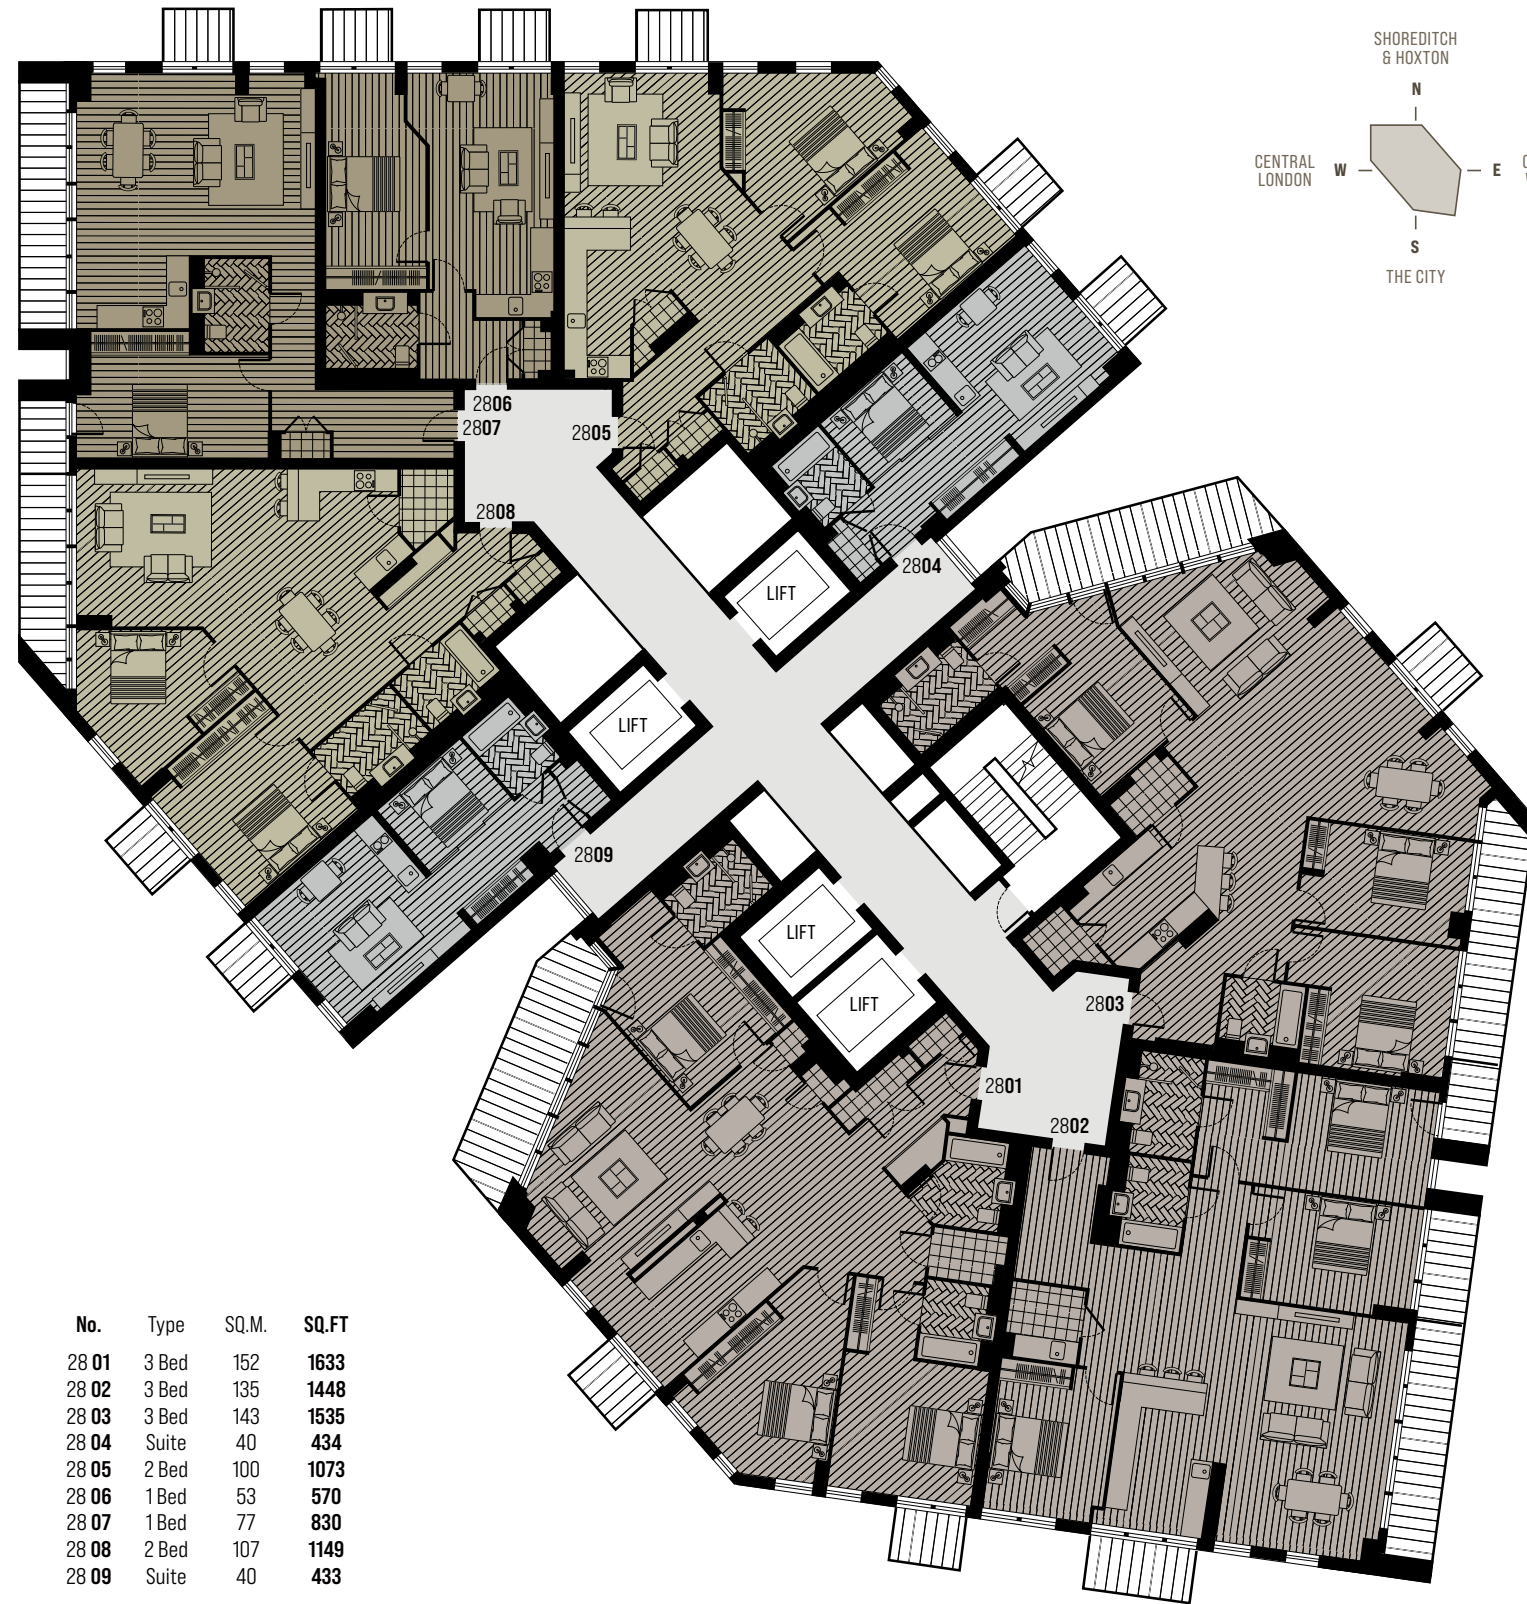 SHOREDITCH
& HOXTON
N
CENTRAL
LONDON
W
E
S
THE CITY
2806
2807
2805
2808
2804
LIFT
LIFT
2809
LIFT
LIFT
2803
2801
2802
No. Type SQ.M. SQ.FT
28 01 3 Bed 152 1633
28 02 3 Bed 135 1448
28 03 3 Bed 143 1535
28 04 Suite 40 434
28 05 2 Bed 100 1073
28 06 1 Bed 53 570
28 07 1 Bed 77 830
28 08 2 Bed 107 1149
28 09 Suite 40 433